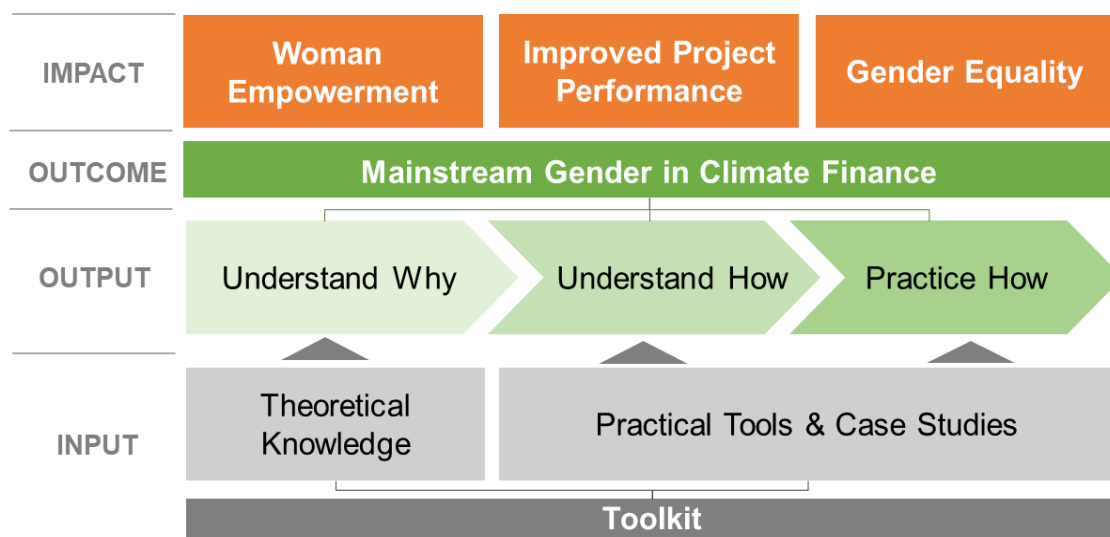 IMPACT
Woman
Empowerment
Improved Project
Performance
Gender Equality
OUTCOME
Mainstream Gender in Climate Finance
OUTPUT
Understand Why
Understand How
Practice How
INPUT
Theoretical
Knowledge
Practical Tools & Case Studies
Toolkit